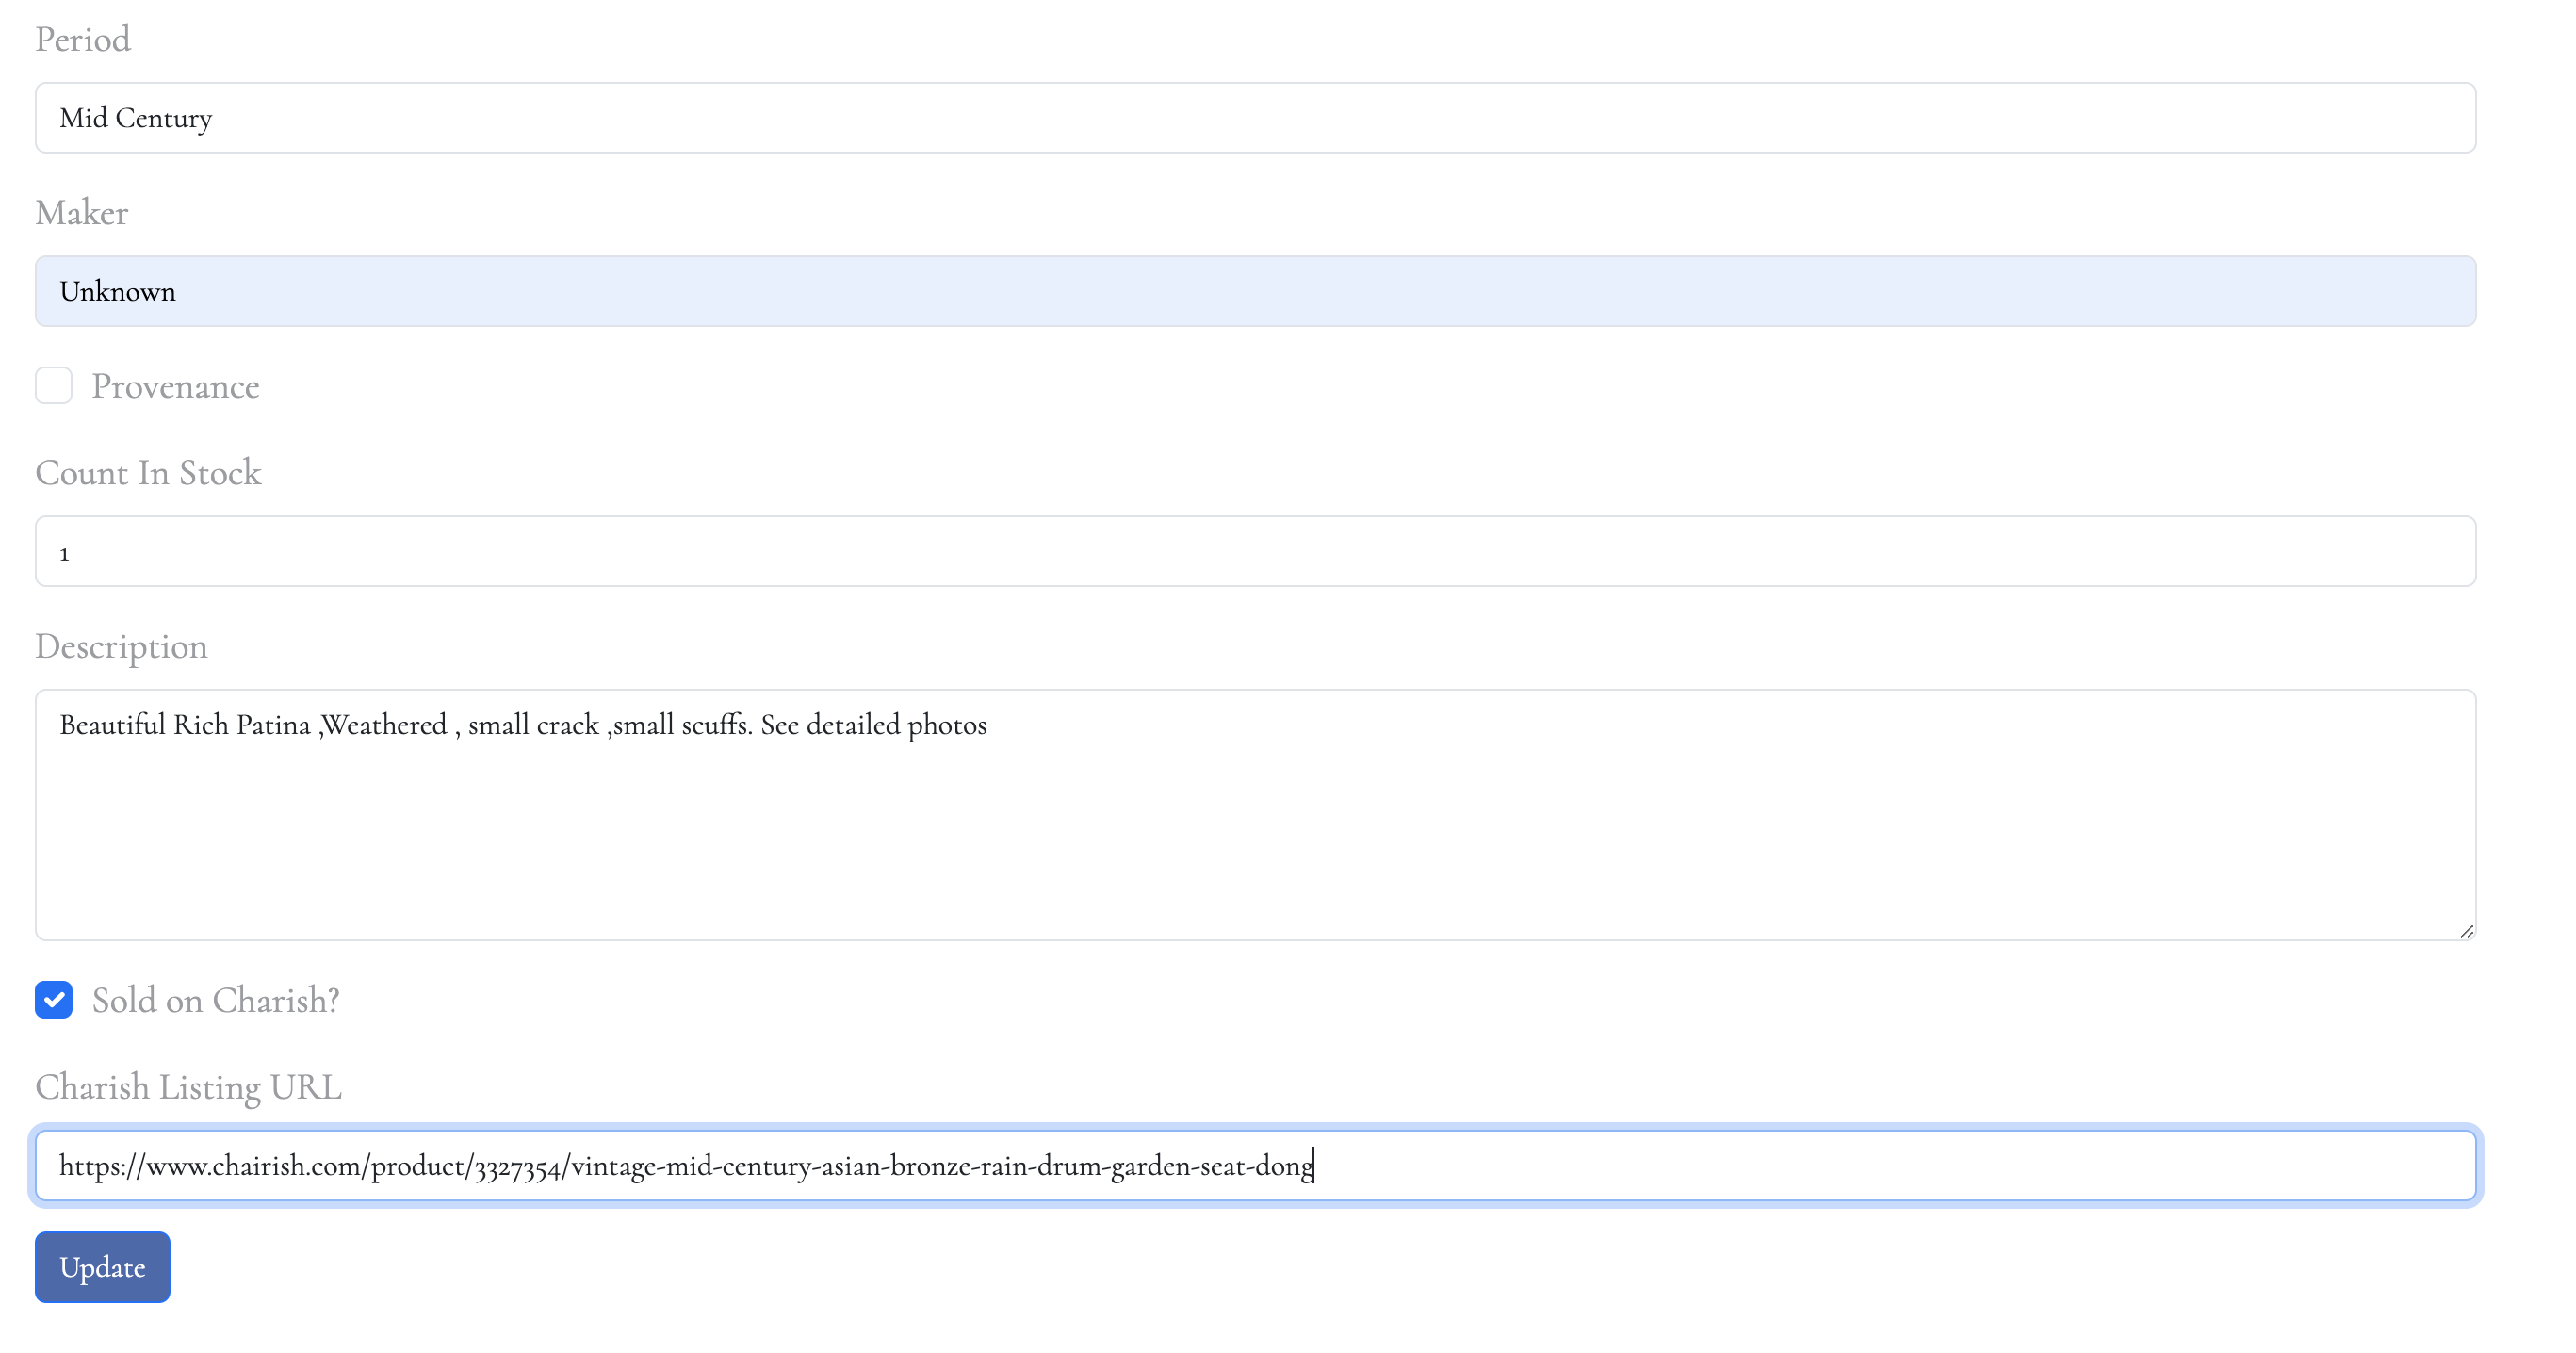 Period
Mid Century
Maker
Unknown
Provenance
Count In Stock
1
Description
Beautiful Rich Patina ,Weathered , small crack ,small scuffs. See detailed photos
Sold on Charish?
Charish Listing URL
https://www.chairish.com/product/3327354/vintage-mid-century-asian-bronze-rain-drum-garden-seat-dong
Update